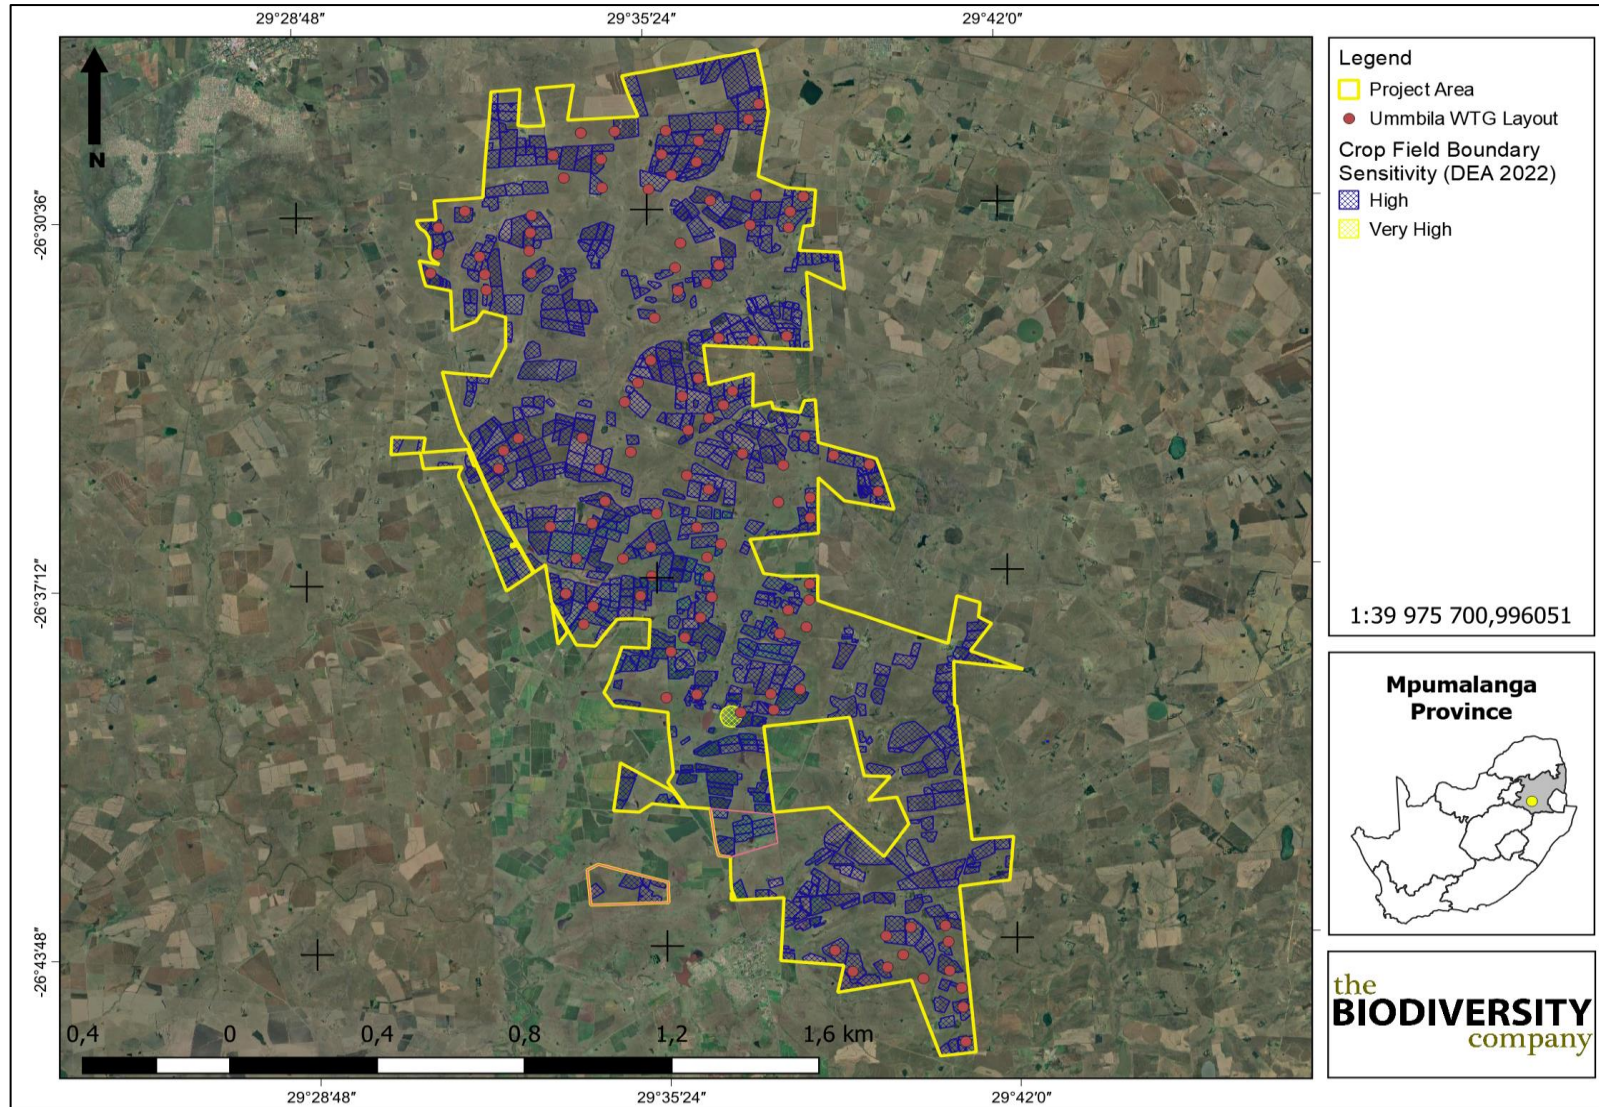 29°28'48"
29°35'24"
29°42'0"
-26°30'36"
-26°37'12"
-26°43'48"
N
0,4
0
0,4
0,8
1,2
1,6 km
29°28'48"
29°35'24"
29°42'0"
Legend
Project Area
Ummbila WTG Layout
Crop Field Boundary
Sensitivity (DEA 2022)
High
Very High
1:39 975 700,996051
Mpumalanga
Province
the
BIODIVERSITY
company